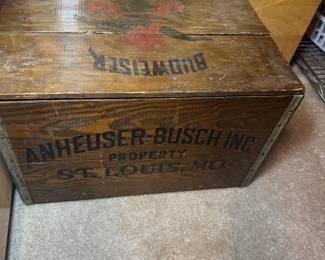 BUDWEISER
ANHEUSER-BUSCH INC.
PROPERTY
ST. LOUIS, MO.